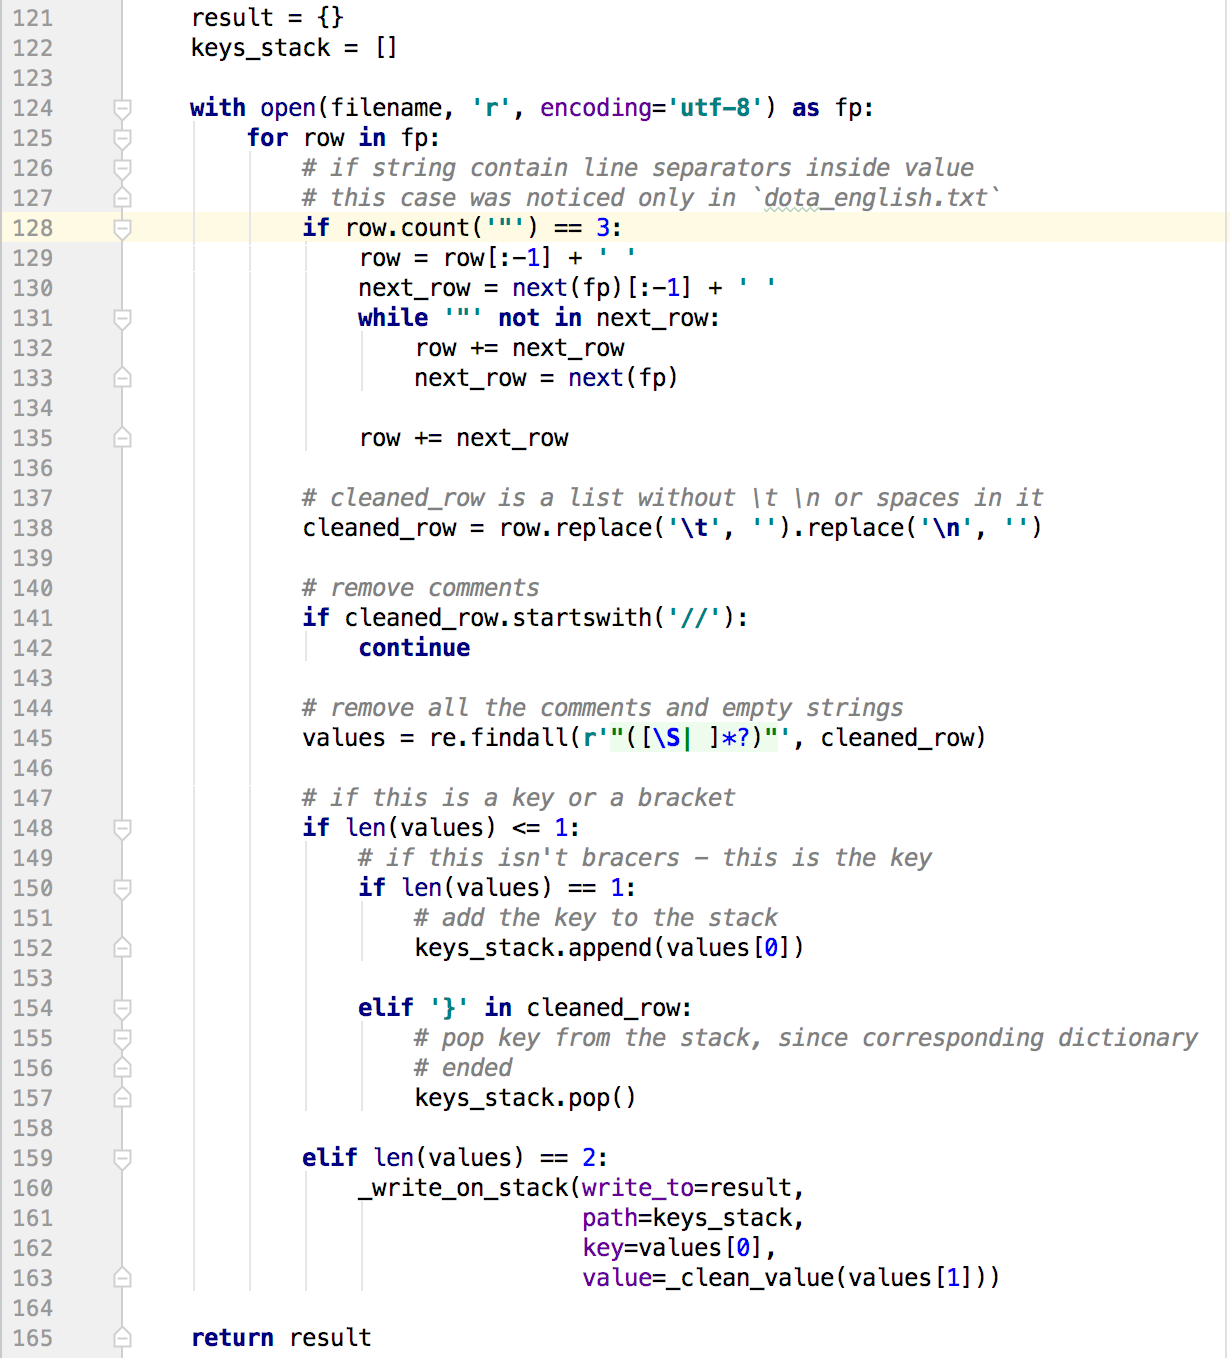 121 result = {}
122 keys_stack = []
123
124 with open(filename, 'r', encoding='utf-8') as fp:
125 for row in fp:
126 # if string contain line separators inside value
127 # this case was noticed only in `dota_english.txt`
128 if row.count('"') == 3:
129 row = row[:-1] + ' '
130 next_row = next(fp)[:-1] + ' '
131 while '"' not in next_row:
132 row += next_row
133 next_row = next(fp)
134
135 row += next_row
136
137 # cleaned_row is a list without \t \n or spaces in it
138 cleaned_row = row.replace('\t', '').replace('\n', '')
139
140 # remove comments
141 if cleaned_row.startswith('//'):
142 continue
143
144 # remove all the comments and empty strings
145 values = re.findall(r'"([\S| ]*?)"', cleaned_row)
146
147 # if this is a key or a bracket
148 if len(values) <= 1:
149 # if this isn't bracers – this is the key
150 if len(values) == 1:
151 # add the key to the stack
152 keys_stack.append(values[0])
153
154 elif '}' in cleaned_row:
155 # pop key from the stack, since corresponding dictionary
156 # ended
157 keys_stack.pop()
158
159 elif len(values) == 2:
160 _write_on_stack(write_to=result,
161 path=keys_stack,
162 key=values[0],
163 value=_clean_value(values[1]))
164
165 return result